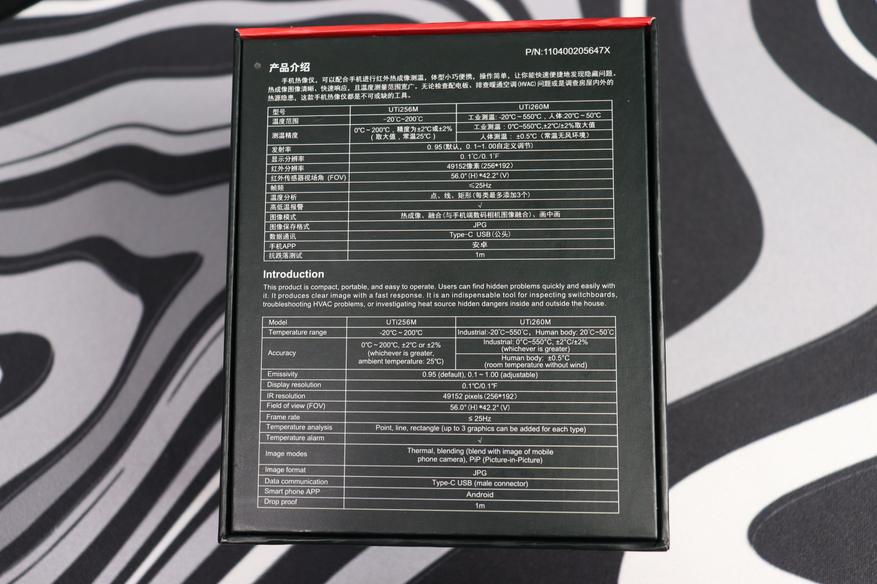 P/N:110400205647X
产品介绍
手机热像仪，可以配合手机进行红外热成像测温，体型小巧便携，操作简单，让你能快速便捷地发现隐藏问题。
热成像图像清晰、快速响应，且温度测量范围宽广。无论检查配电板、排查暖通空调(HVAC)问题或是调查房屋内外的
热源隐患，这款手机热像仪都是不可或缺的工具。
型号 UTi256M UTi260M
温度范围 -20℃~200℃ 工业测温:-20℃~550℃，人体:20℃~50℃
测温精度 0℃~200℃，精度为±2℃或±2% 工业测温：0℃~550℃,±2℃/±2%取大值
（取大值，常温25℃） 人体测温：±0.5℃（常温无风环境）
发射率 0.95(默认，0.1~1.00自定义调节)
显示分辨率 0.1℃/0.1℉
红外分辨率 49152像素(256*192)
红外传感器视场角 (FOV) 56.0°(H)*42.2°(V)
帧频 ≤25Hz
温度分析 点、线、矩形(每类最多添加3个)
高低温报警 √
图像模式 热成像、融合(与手机端数码相机图像融合)、画中画
图像保存格式 JPG
数据通讯 Type-C USB(公头)
手机APP 安卓
抗跌落测试 1m
Introduction
This product is compact, portable, and easy to operate. Users can find hidden problems quickly and easily with
it. It produces clear image with a fast response. It is an indispensable tool for inspecting switchboards,
troubleshooting HVAC problems, or investigating heat source hidden dangers inside and outside the house.
Model UTi256M UTi260M
Temperature range -20℃~200℃ Industrial:-20℃~550℃，Human body: 20℃~50℃
Accuracy 0℃~200℃, ±2℃ or ±2% Industrial: 0℃~550℃, ±2℃/±2%
(whichever is greater, (whichever is greater)
ambient temperature: 25℃) Human body: ±0.5℃
(room temperature without wind)
Emissivity 0.95 (default), 0.1~1.00 (adjustable)
Display resolution 0.1℃/0.1℉
IR resolution 49152 pixels (256*192)
Field of view (FOV) 56.0°(H)*42.2°(V)
Frame rate ≤ 25Hz
Temperature analysis Point, line, rectangle (up to 3 graphics can be added for each type)
Temperature alarm √
Image modes Thermal, blending (blend with image of mobile
phone camera), PiP (Picture-in-Picture)
Image format JPG
Data communication Type-C USB (male connector)
Smart phone APP Android
Drop proof 1m